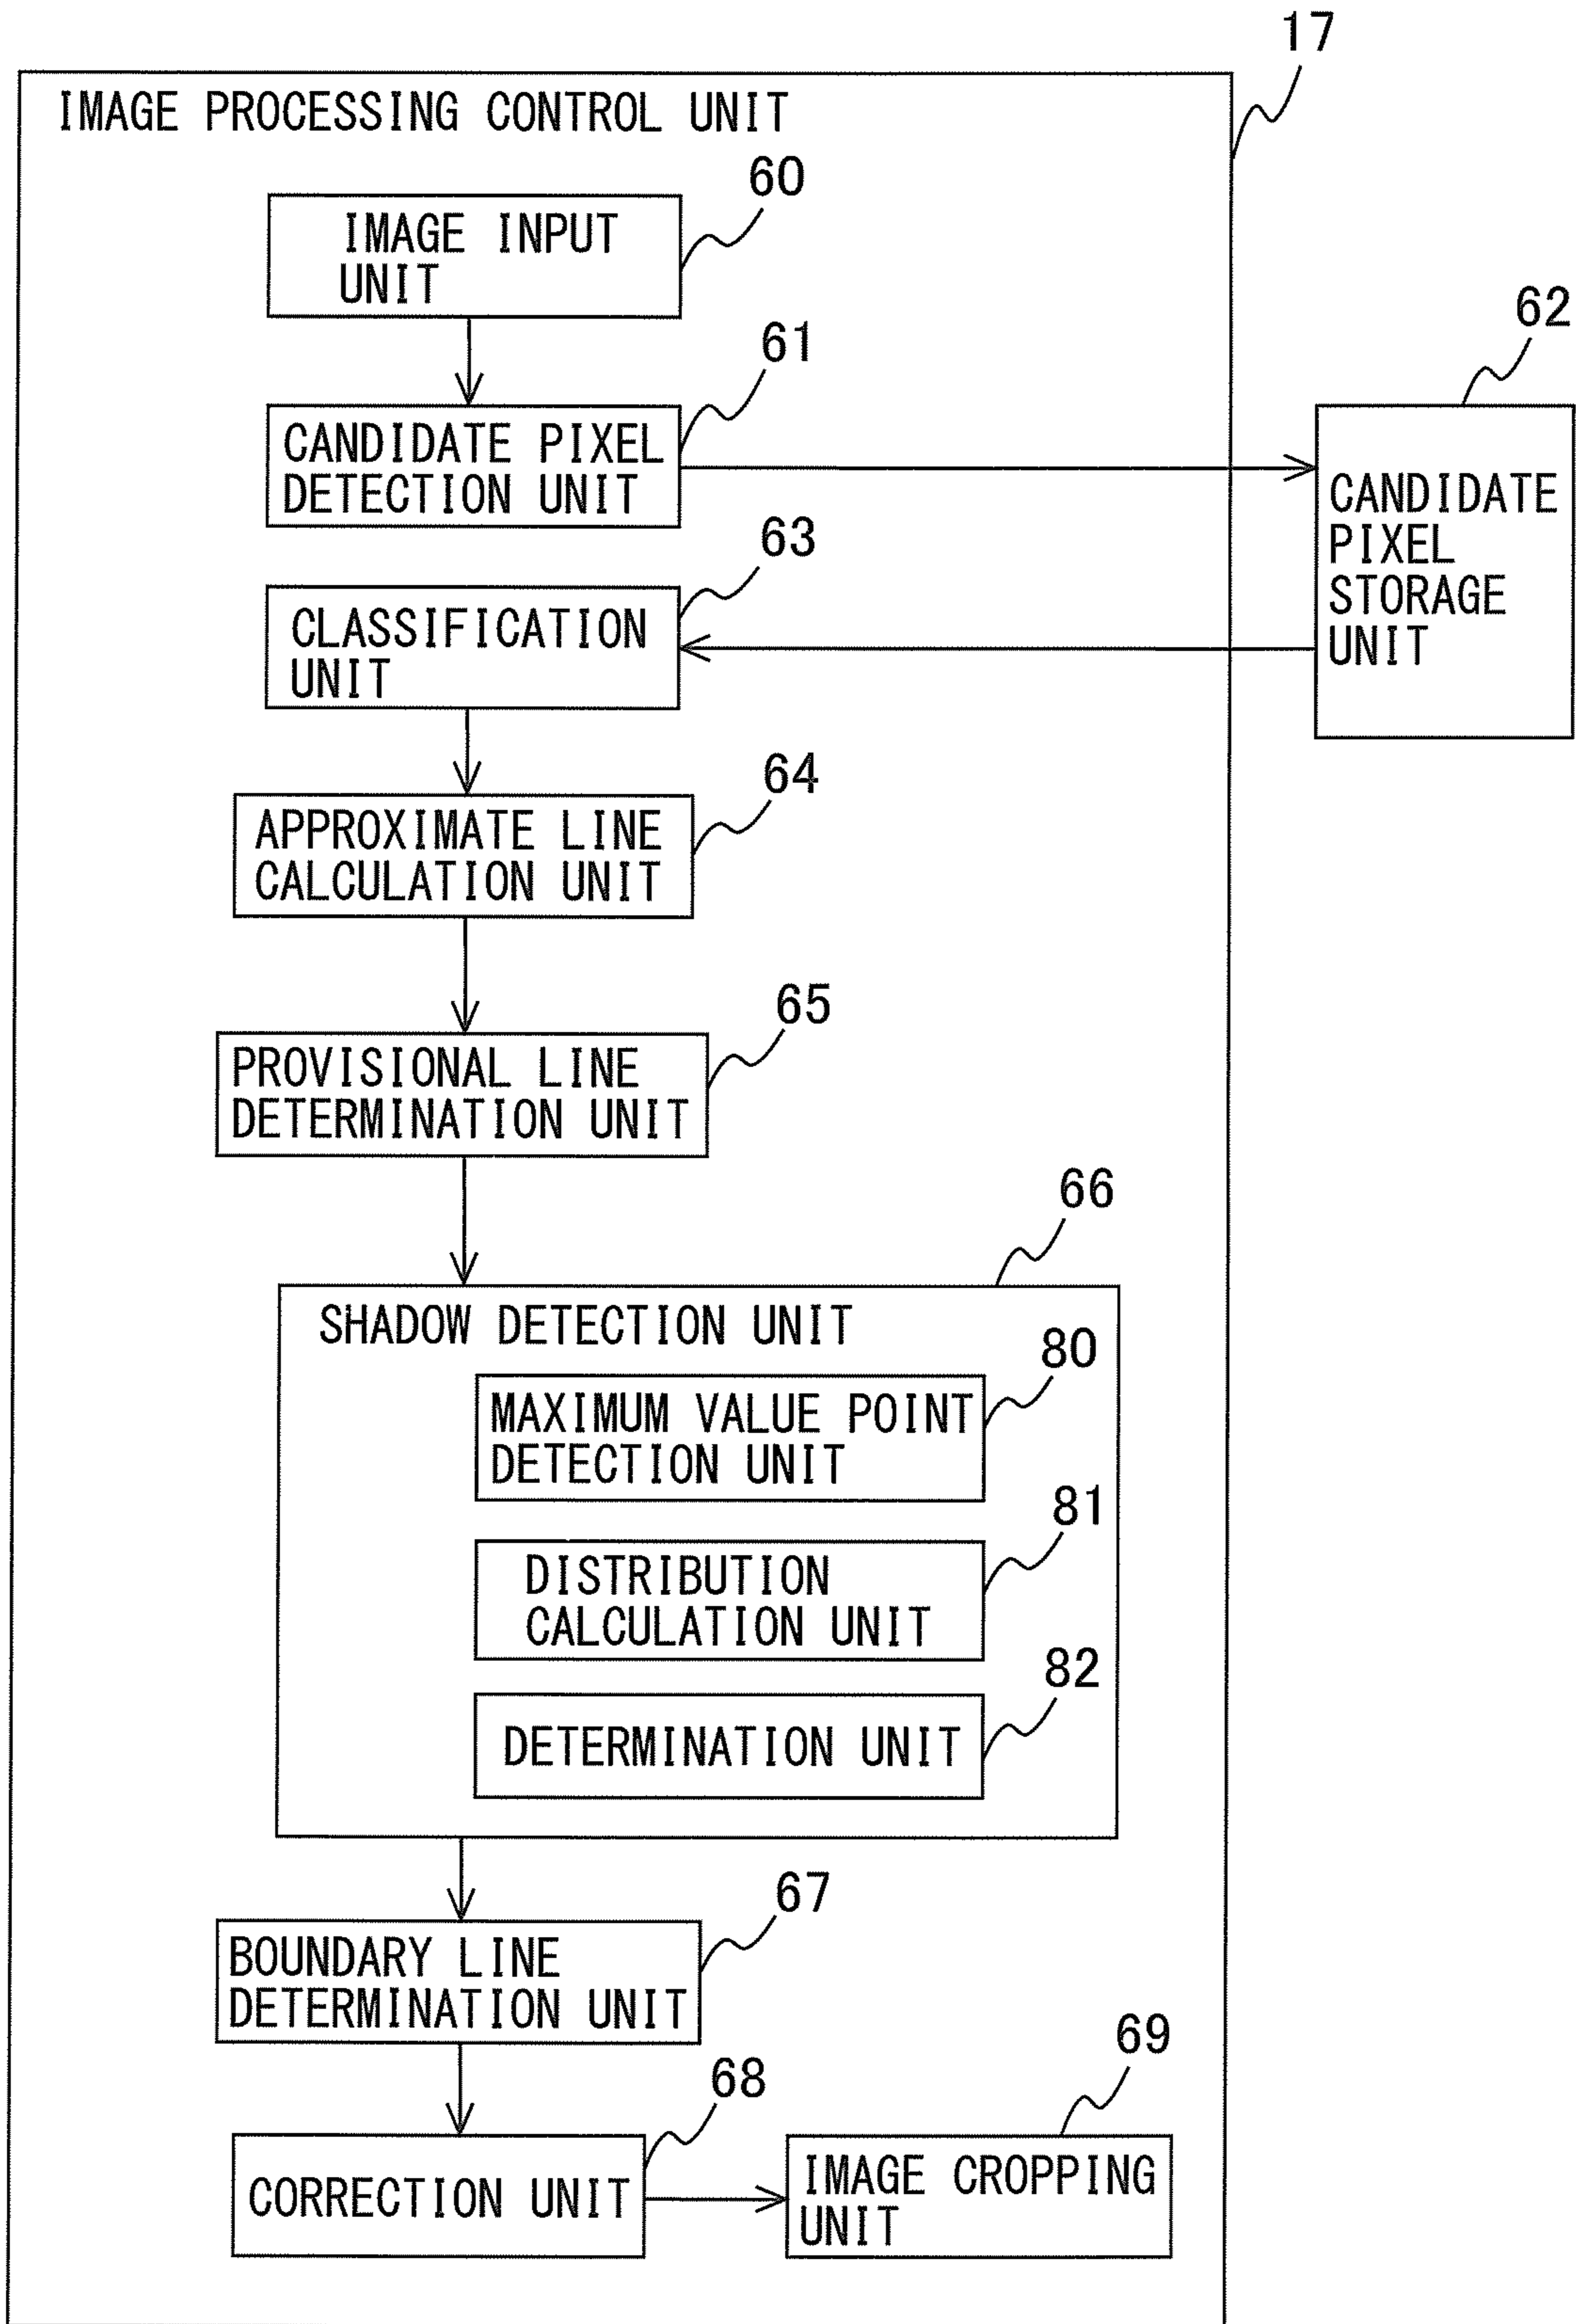 17
IMAGE PROCESSING CONTROL UNIT
60
IMAGE INPUT
UNIT
61
CANDIDATE PIXEL
DETECTION UNIT
62
CANDIDATE
PIXEL
STORAGE
UNIT
63
CLASSIFICATION
UNIT
64
APPROXIMATE LINE
CALCULATION UNIT
65
PROVISIONAL LINE
DETERMINATION UNIT
66
SHADOW DETECTION UNIT
80
MAXIMUM VALUE POINT
DETECTION UNIT
81
DISTRIBUTION
CALCULATION UNIT
82
DETERMINATION UNIT
67
BOUNDARY LINE
DETERMINATION UNIT
68
CORRECTION UNIT
69
IMAGE CROPPING
UNIT